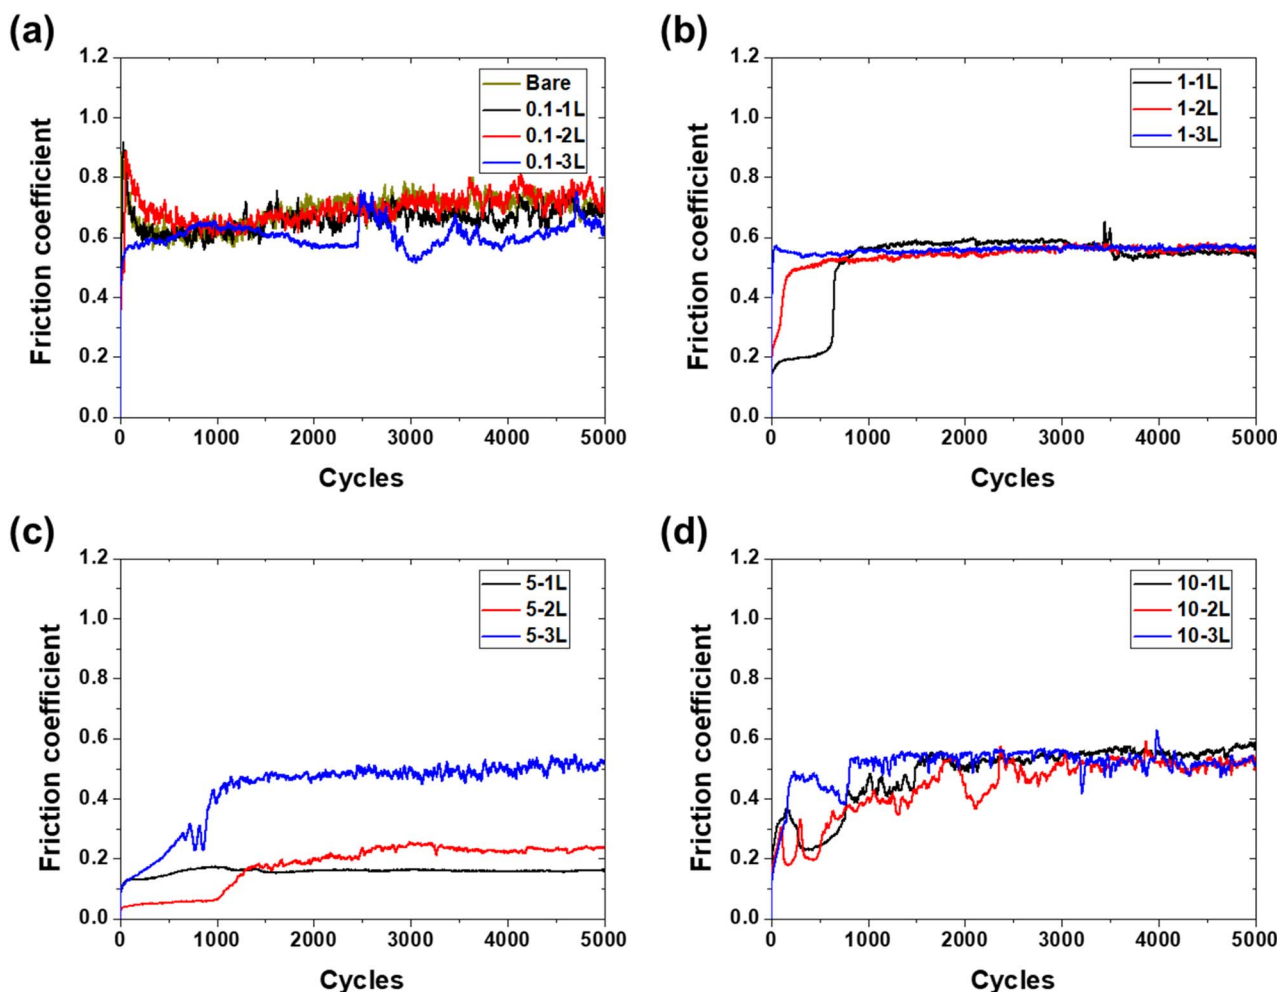 (a)
1.2
1.0
0.8
0.6
0.4
0.2
0.0
Friction coefficient
Bare
0.1-1L
0.1-2L
0.1-3L
0 1000 2000 3000 4000 5000
Cycles
(b)
1.2
1.0
0.8
0.6
0.4
0.2
0.0
Friction coefficient
1-1L
1-2L
1-3L
0 1000 2000 3000 4000 5000
Cycles
(c)
1.2
1.0
0.8
0.6
0.4
0.2
0.0
Friction coefficient
5-1L
5-2L
5-3L
0 1000 2000 3000 4000 5000
Cycles
(d)
1.2
1.0
0.8
0.6
0.4
0.2
0.0
Friction coefficient
10-1L
10-2L
10-3L
0 1000 2000 3000 4000 5000
Cycles